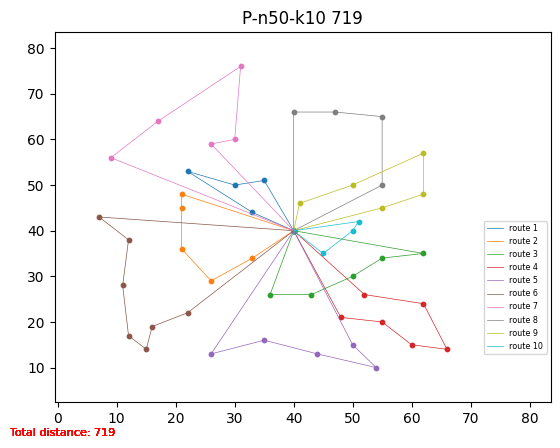 P-n50-k10 719
80
70
60
50
40
30
20
10
0 10 20 30 40 50 60 70 80
route 1
route 2
route 3
route 4
route 5
route 6
route 7
route 8
route 9
route 10
Total distance: 719